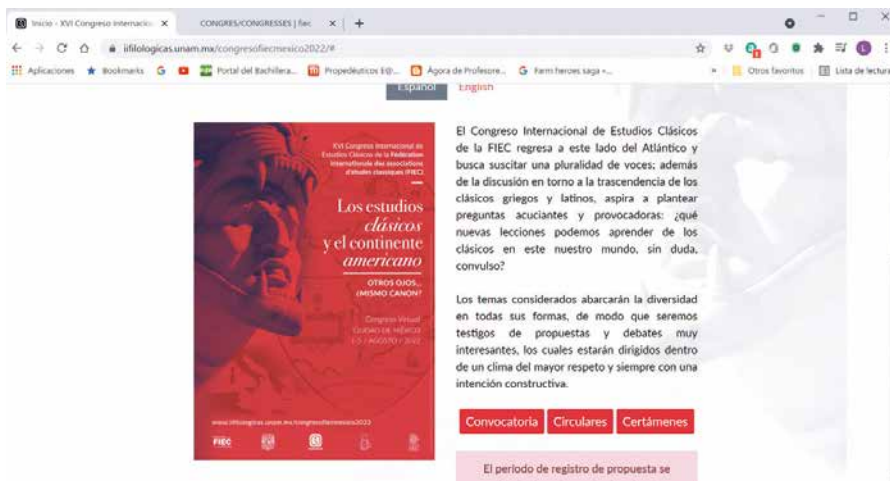 Inicio - XVI Congreso Internacio
CONGRES/CONGRESSES | fiec
iifilologicas.unam.mx/congresofiecmexico2022/#
Aplicaciones
Bookmarks
Portal del Bachillera...
Propedéuticos E@...
Ágora de Profesore...
Farm heroes saga «...
»
Otros favoritos
Lista de lectura
Español
English
XVI Congreso Internacional de
Estudios Clásicos de la Fédération
internationale des associations
d'études classiques (FIEC)
Los estudios
clásicos
y el continente
americano
OTROS OJOS...
¿MISMO CANON?
Congreso Virtual
CIUDAD DE MÉXICO
1-5 / AGOSTO / 2022
www.iifilologicas.unam.mx/congresofiecmexico2022
FIEC
El Congreso Internacional de Estudios Clásicos
de la FIEC regresa a este lado del Atlántico y
busca suscitar una pluralidad de voces; además
de la discusión en torno a la trascendencia de los
clásicos griegos y latinos, aspira a plantear
preguntas acuciantes y provocadoras: ¿qué
nuevas lecciones podemos aprender de los
clásicos en este nuestro mundo, sin duda,
convulso?
Los temas considerados abarcarán la diversidad
en todas sus formas, de modo que seremos
testigos de propuestas y debates muy
interesantes, los cuales estarán dirigidos dentro
de un clima del mayor respeto y siempre con una
intención constructiva.
Convocatoria
Circulares
Certámenes
El periodo de registro de propuesta se